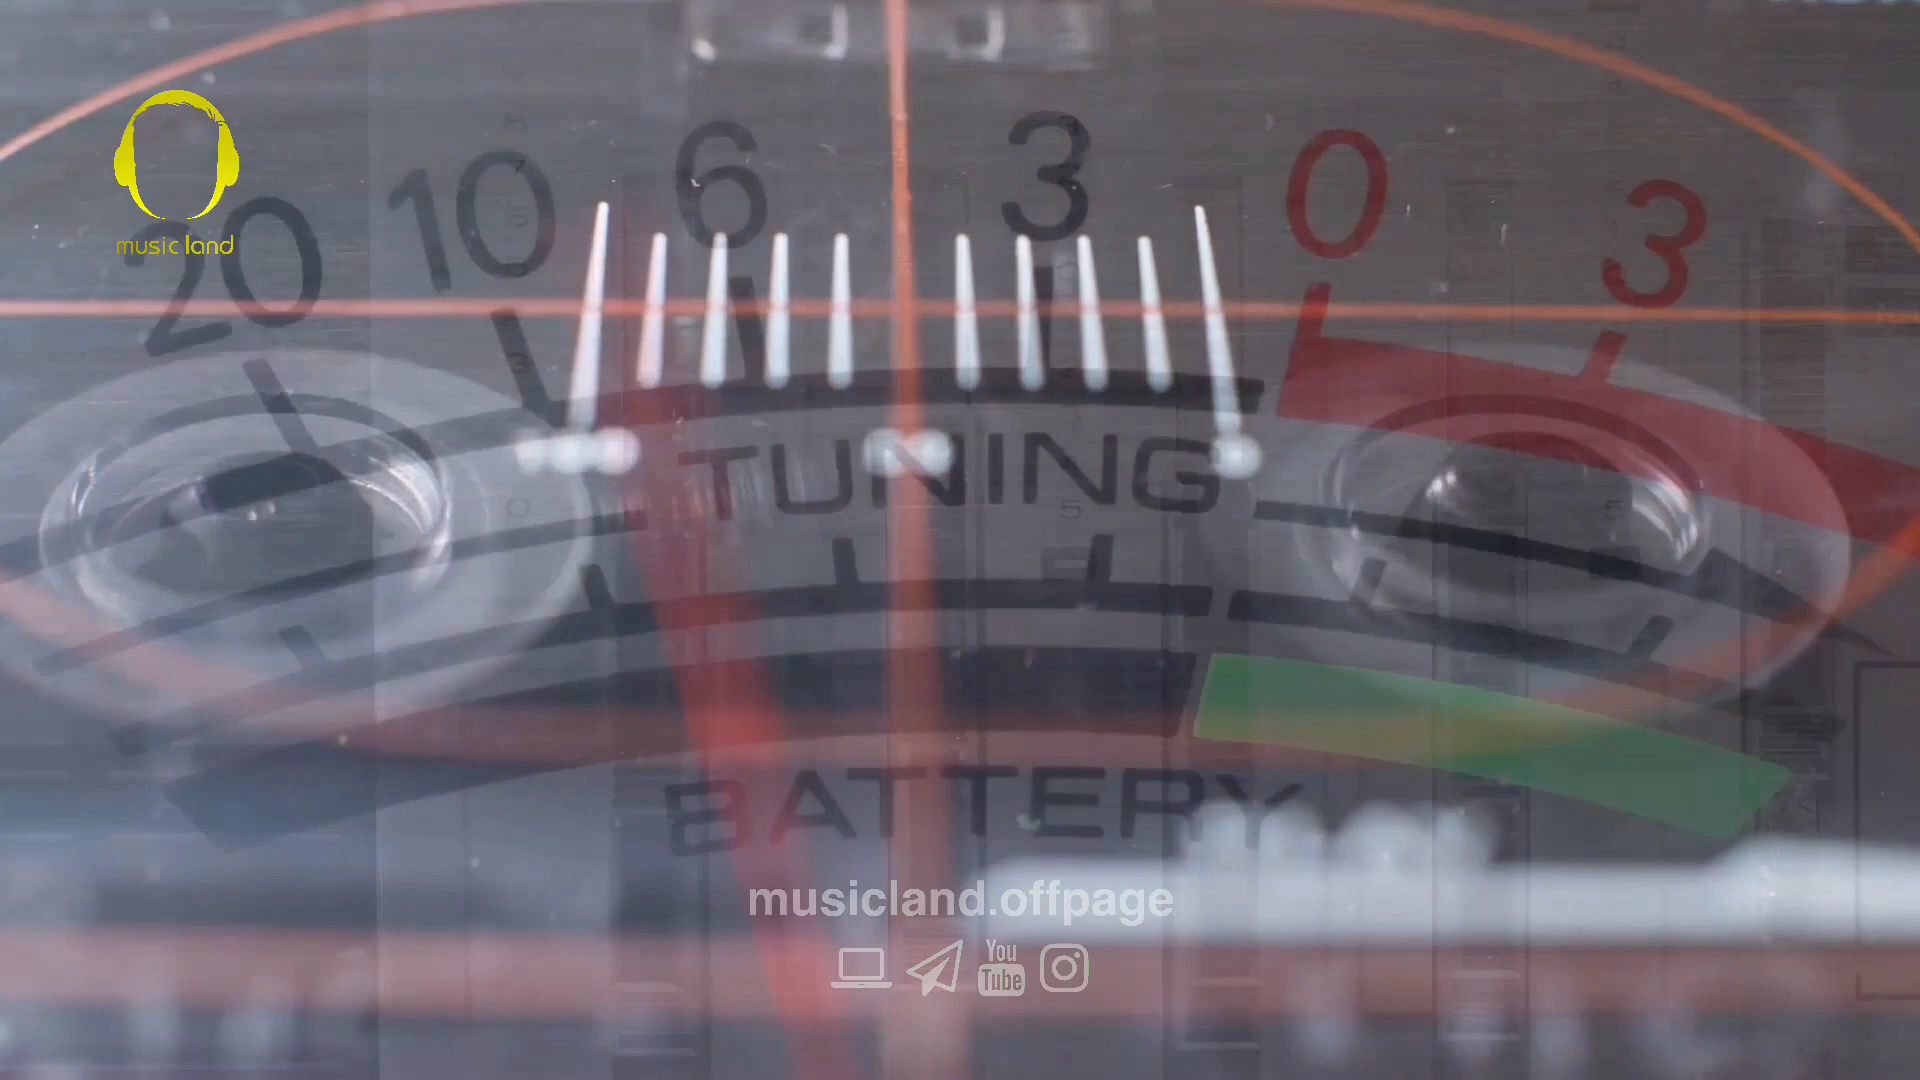 20 10 6 3 0 3
music land
TUNING
BATTERY
musicland.offpage
You
Tube